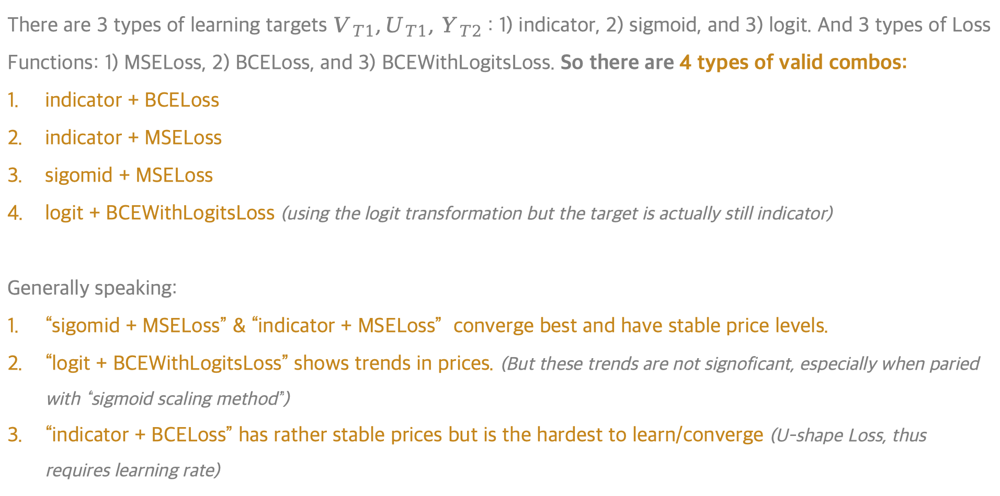 There are 3 types of learning targets V_{T1}, U_{T1}, Y_{T2} : 1) indicator, 2) sigmoid, and 3) logit. And 3 types of Loss
Functions: 1) MSELoss, 2) BCELoss, and 3) BCEWithLogitsLoss. So there are 4 types of valid combos:
1. indicator + BCELoss
2. indicator + MSELoss
3. sigomid + MSELoss
4. logit + BCEWithLogitsLoss (using the logit transformation but the target is actually still indicator)
Generally speaking:
1. “sigomid + MSELoss” & “indicator + MSELoss” converge best and have stable price levels.
2. “logit + BCEWithLogitsLoss” shows trends in prices. (But these trends are not signoficant, especially when paried
with “sigmoid scaling method”)
3. “indicator + BCELoss” has rather stable prices but is the hardest to learn/converge (U-shape Loss, thus
requires learning rate)